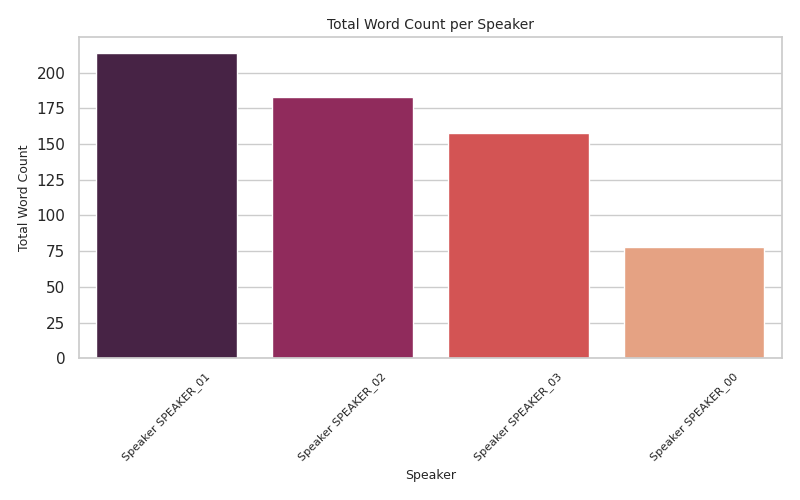 Total Word Count per Speaker
Total Word Count
200
175
150
125
100
75
50
25
0
Speaker SPEAKER_01
Speaker SPEAKER_02
Speaker SPEAKER_03
Speaker SPEAKER_00
Speaker